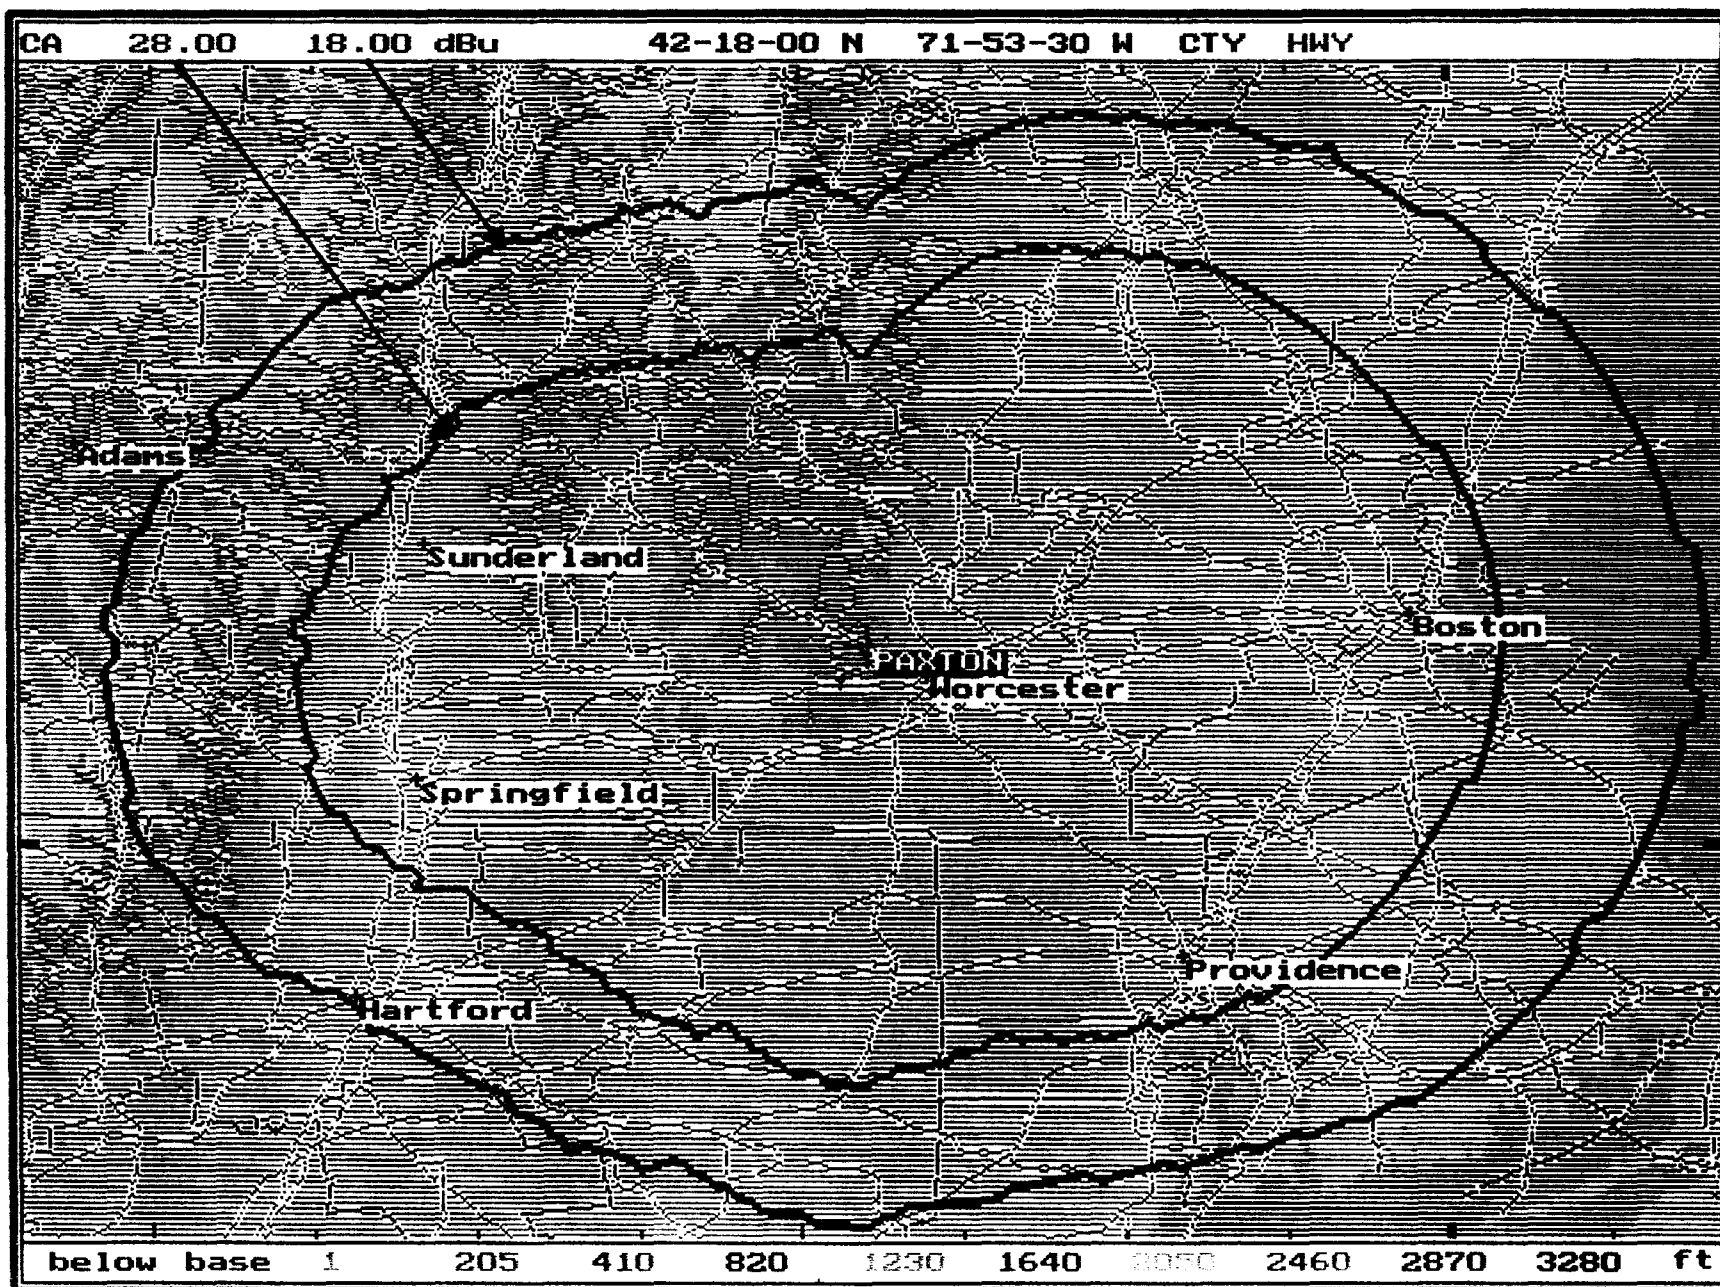 CA 28.00 18.00 dBu 42-18-00 N 71-53-30 W CTY HWY
Adams
Sunderland
Boston
PAXTON
Worcester
Springfield
Providence
Hartford
below base 1 205 410 820 1230 1640 2050 2460 2870 3280 ft